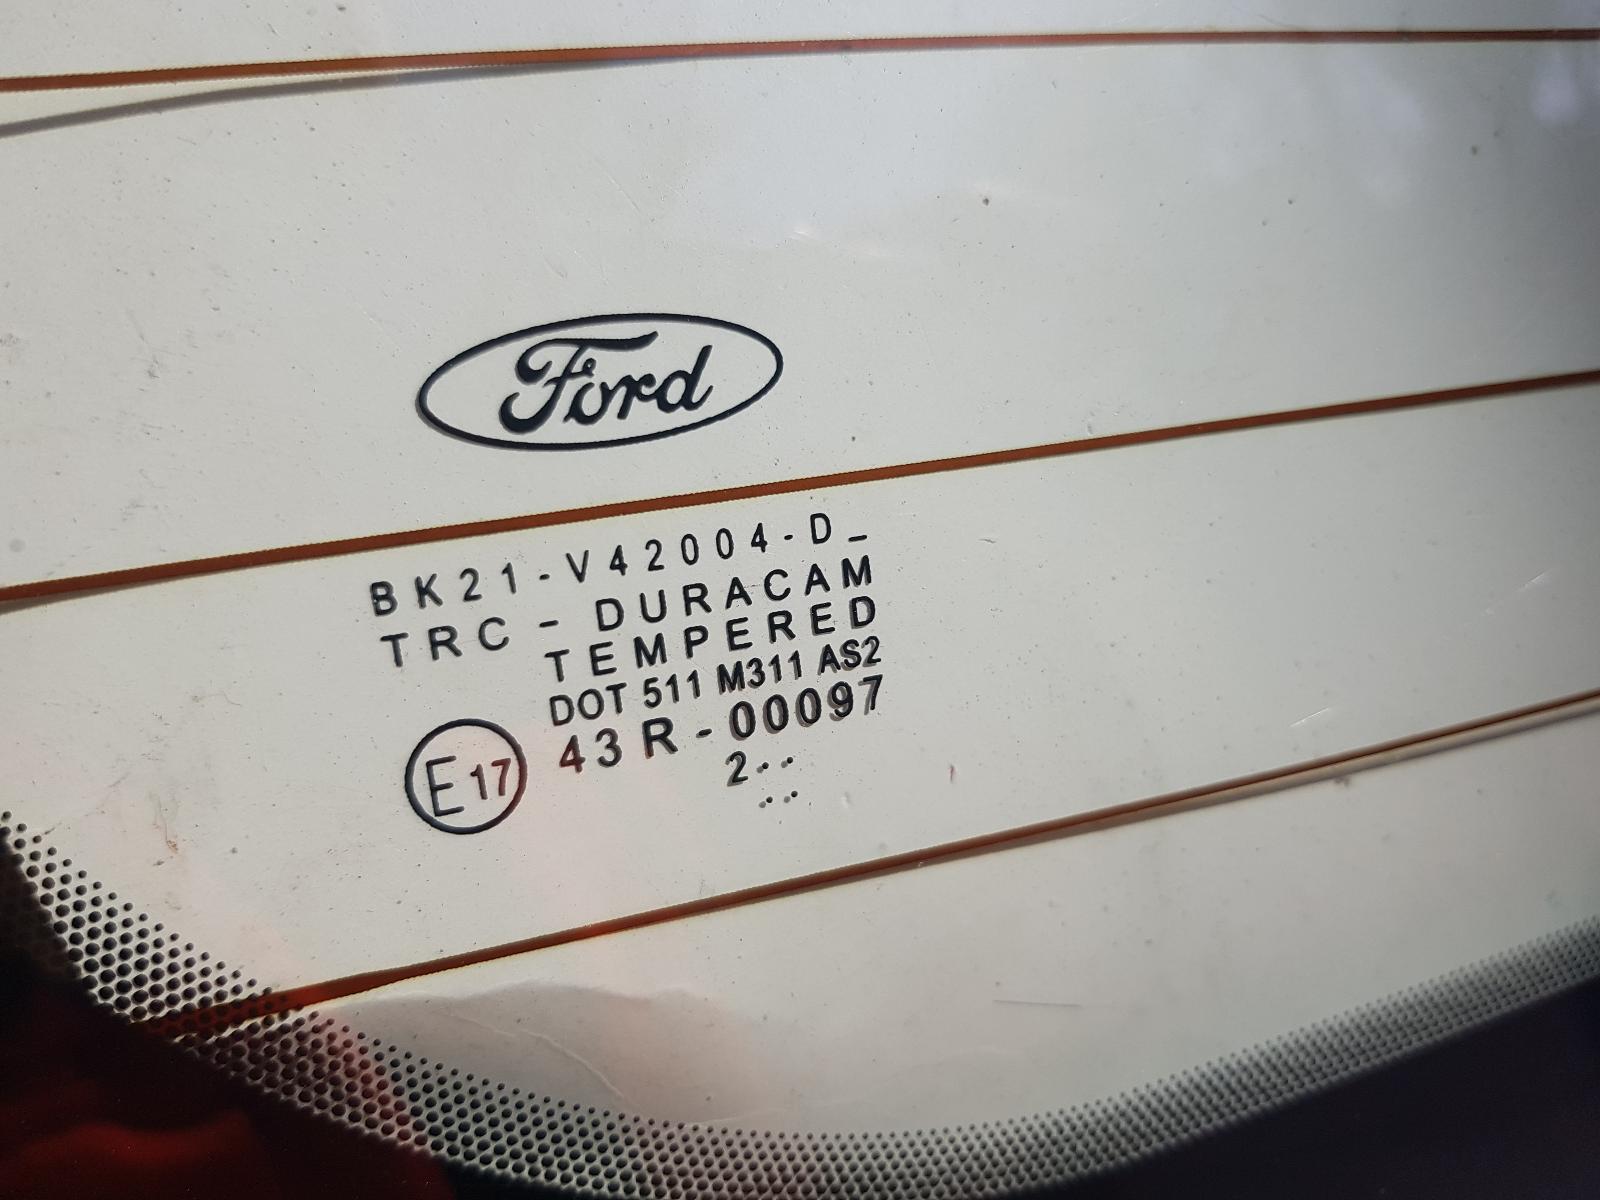 Ford
BK21-V42004-D_
TRC - DURACAM
TEMPERED
DOT 511 M311 AS2
E17 43R-00097
2··
··